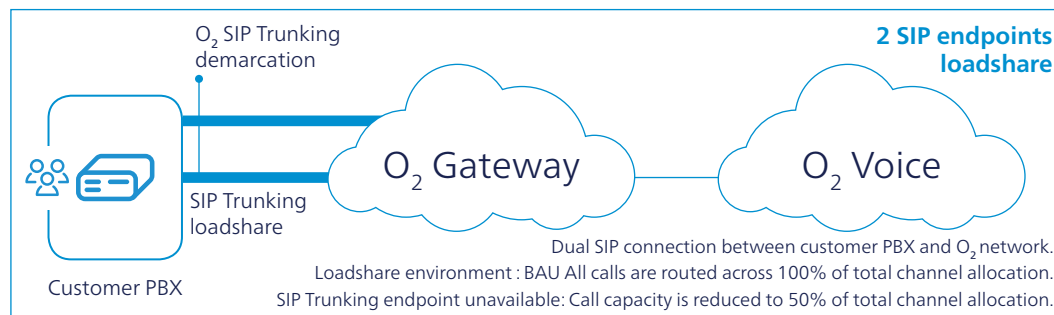 O₂ SIP Trunking
demarcation
2 SIP endpoints
loadshare
O₂ Gateway
O₂ Voice
SIP Trunking
loadshare
Customer PBX
Dual SIP connection between customer PBX and O₂ network.
Loadshare environment : BAU All calls are routed across 100% of total channel allocation.
SIP Trunking endpoint unavailable: Call capacity is reduced to 50% of total channel allocation.